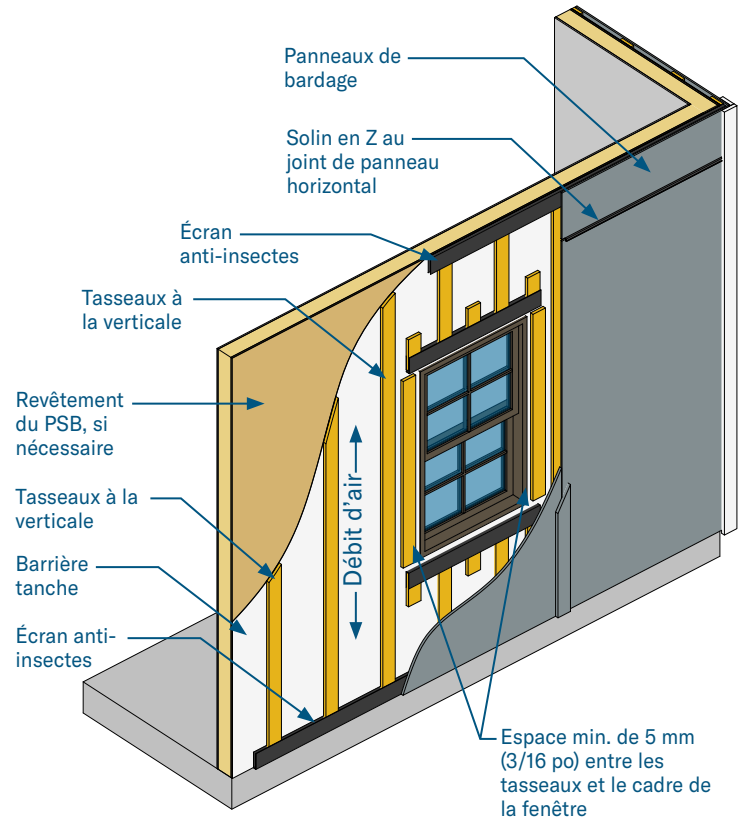 Panneaux de
bardage
Solin en Z au
joint de panneau
horizontal
Écran
anti-insectes
Tasseaux à
la verticale
Revêtement
du PSB, si
nécessaire
Tasseaux à la
verticale
Barrière
tanche
Écran anti-
insectes
Débit d'air
Espace min. de 5 mm
(3/16 po) entre les
tasseaux et le cadre de
la fenêtre